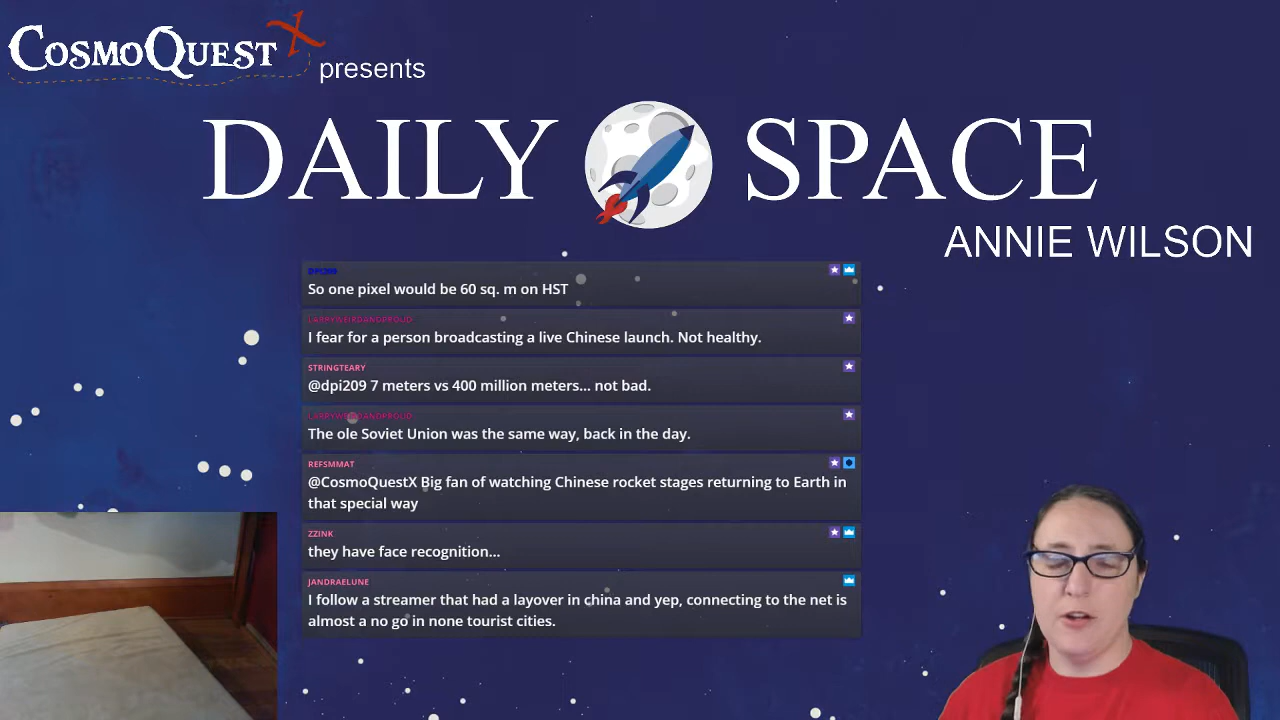 COSMOQUEST X
presents
DAILY SPACE
ANNIE WILSON
DPI209
So one pixel would be 60 sq. m on HST
I fear for a person broadcasting a live Chinese launch. Not healthy.
STRINGTEARY
@dpi209 7 meters vs 400 million meters... not bad.
The ole Soviet Union was the same way, back in the day.
REFSMMAT
@CosmoQuestX Big fan of watching Chinese rocket stages returning to Earth in
that special way
ZZINK
they have face recognition...
JANDRAELUNE
I follow a streamer that had a layover in china and yep, connecting to the net is
almost a no go in none tourist cities.